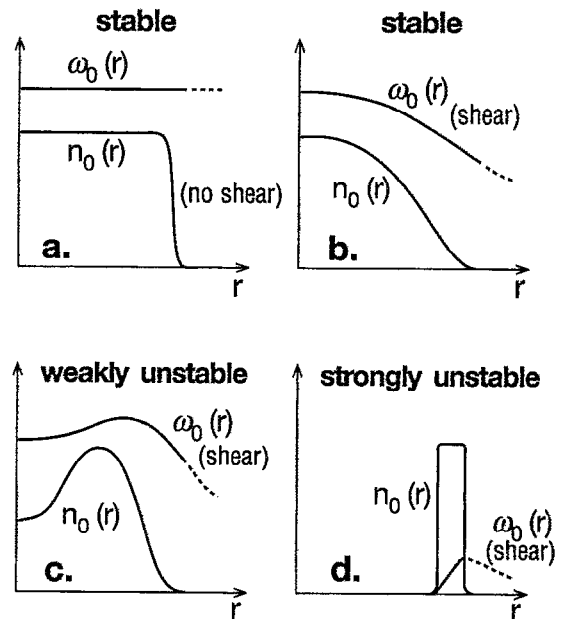 stable
ω₀(r)
n₀(r)
(no shear)
a.
r
stable
ω₀(r)
(shear)
n₀(r)
b.
r
weakly unstable
ω₀(r)
(shear)
n₀(r)
c.
r
strongly unstable
n₀(r)
ω₀(r)
(shear)
d.
r